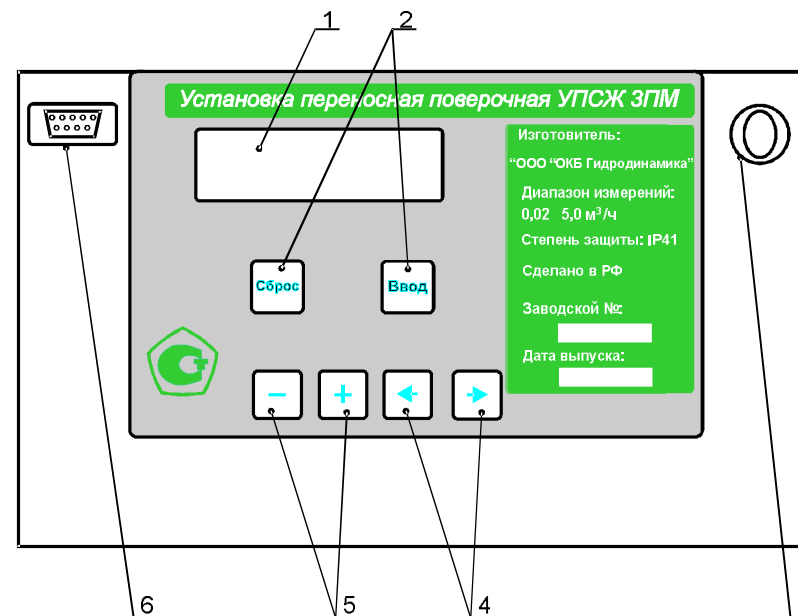 1
2
Установка переносная поверочная УПСЖ 3ПМ
Изготовитель:
“ООО “ОКБ Гидродинамика”
Диапазон измерений:
0,02 5,0 м³/ч
Степень защиты: IP41
Сделано в РФ
Заводской №:
Дата выпуска:
Сброс
Ввод
− +
6
5
4